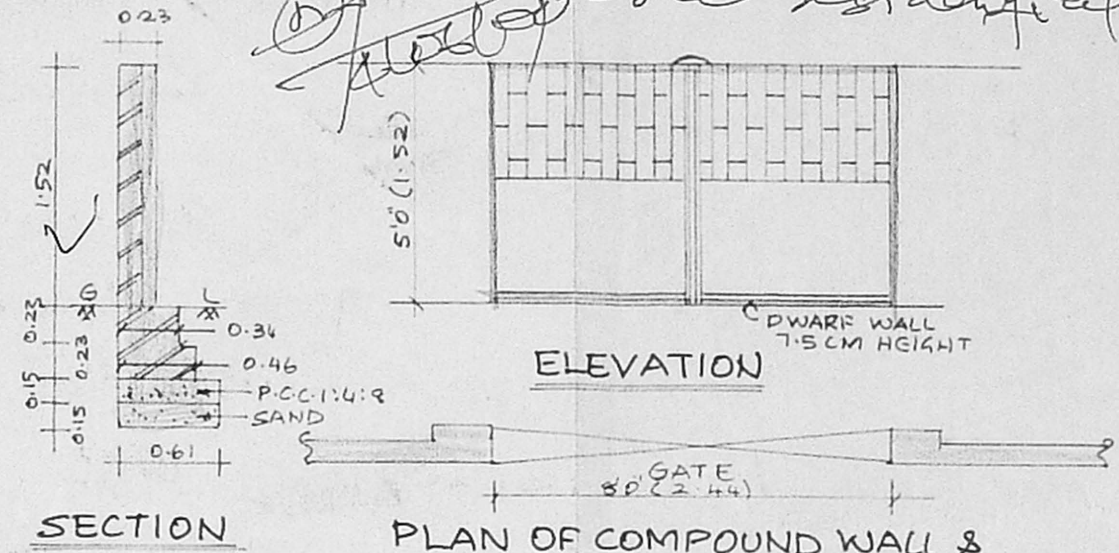 0.23
1.52
5'0" (1.52)
G L
0.23
0.34
0.23
0.46
0.15
P.C.C.1:4:8
0.15
SAND
0.61
SECTION
DWARF WALL
7.5CM HEIGHT
ELEVATION
GATE
8'0" (2.44)
PLAN OF COMPOUND WALL &